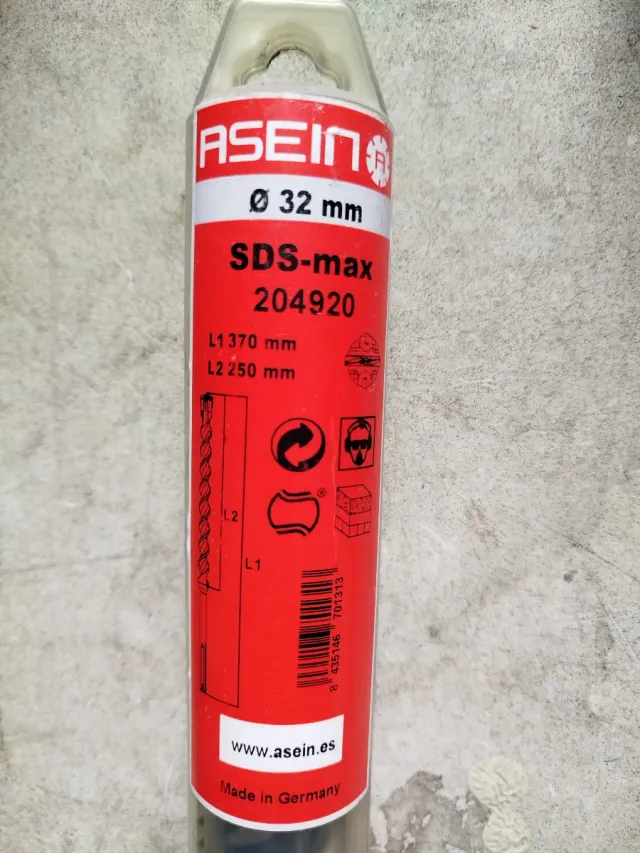 ASEIN
Ø 32 mm
SDS-max
204920
L1 370 mm
L2 250 mm
®
L2
L1
8 435146 701313
www.asein.es
Made in Germany